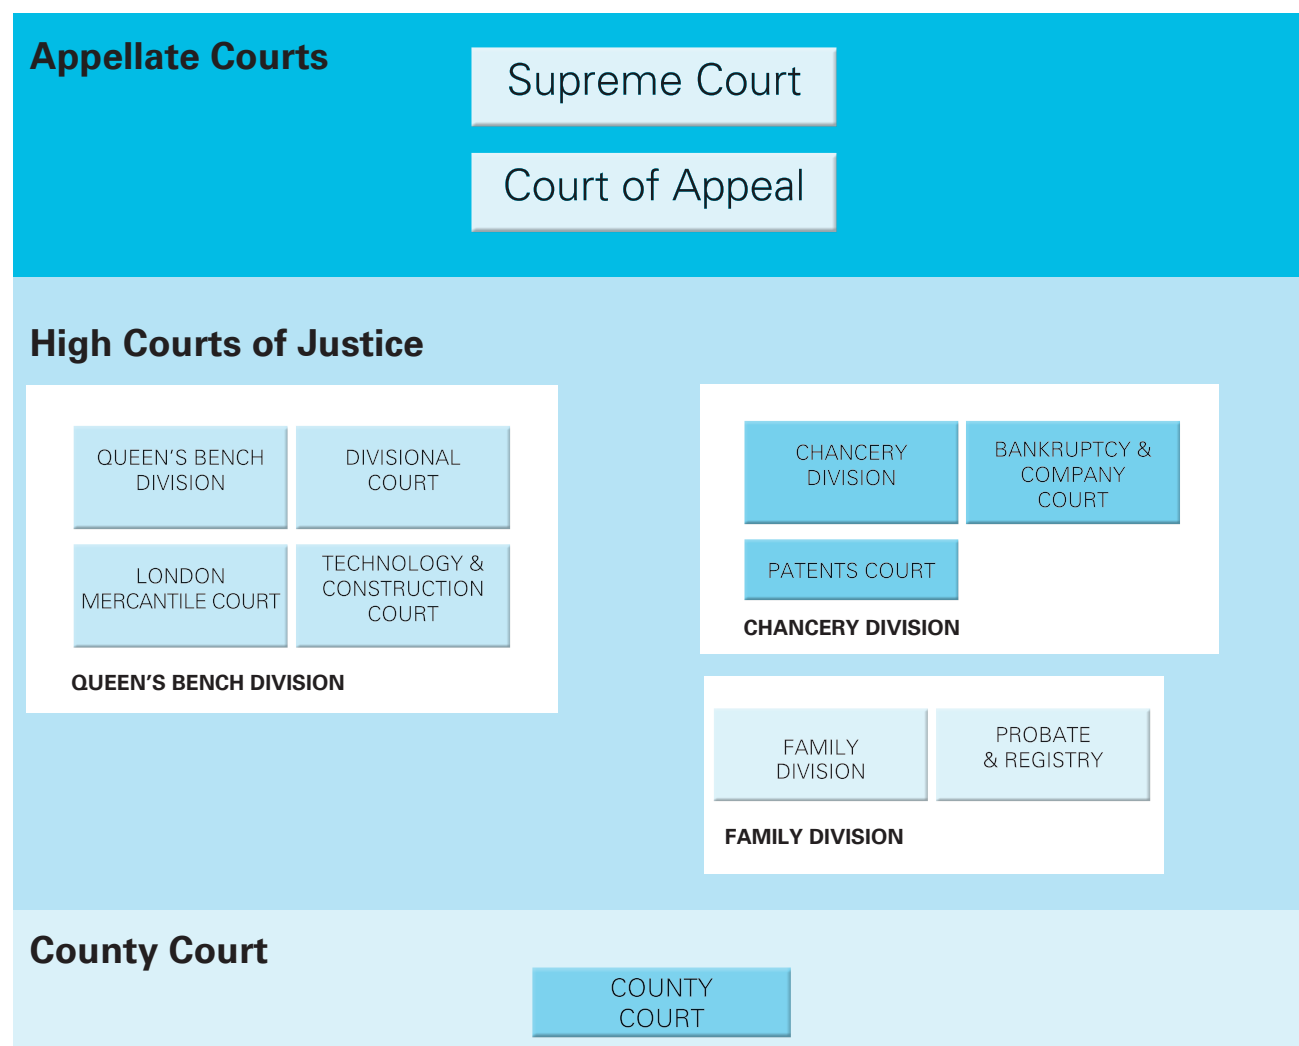 Appellate Courts
Supreme Court
Court of Appeal
High Courts of Justice
QUEEN'S BENCH
DIVISION
DIVISIONAL
COURT
LONDON
MERCANTILE COURT
TECHNOLOGY &
CONSTRUCTION
COURT
QUEEN'S BENCH DIVISION
CHANCERY
DIVISION
BANKRUPTCY &
COMPANY
COURT
PATENTS COURT
CHANCERY DIVISION
FAMILY
DIVISION
PROBATE
& REGISTRY
FAMILY DIVISION
County Court
COUNTY
COURT